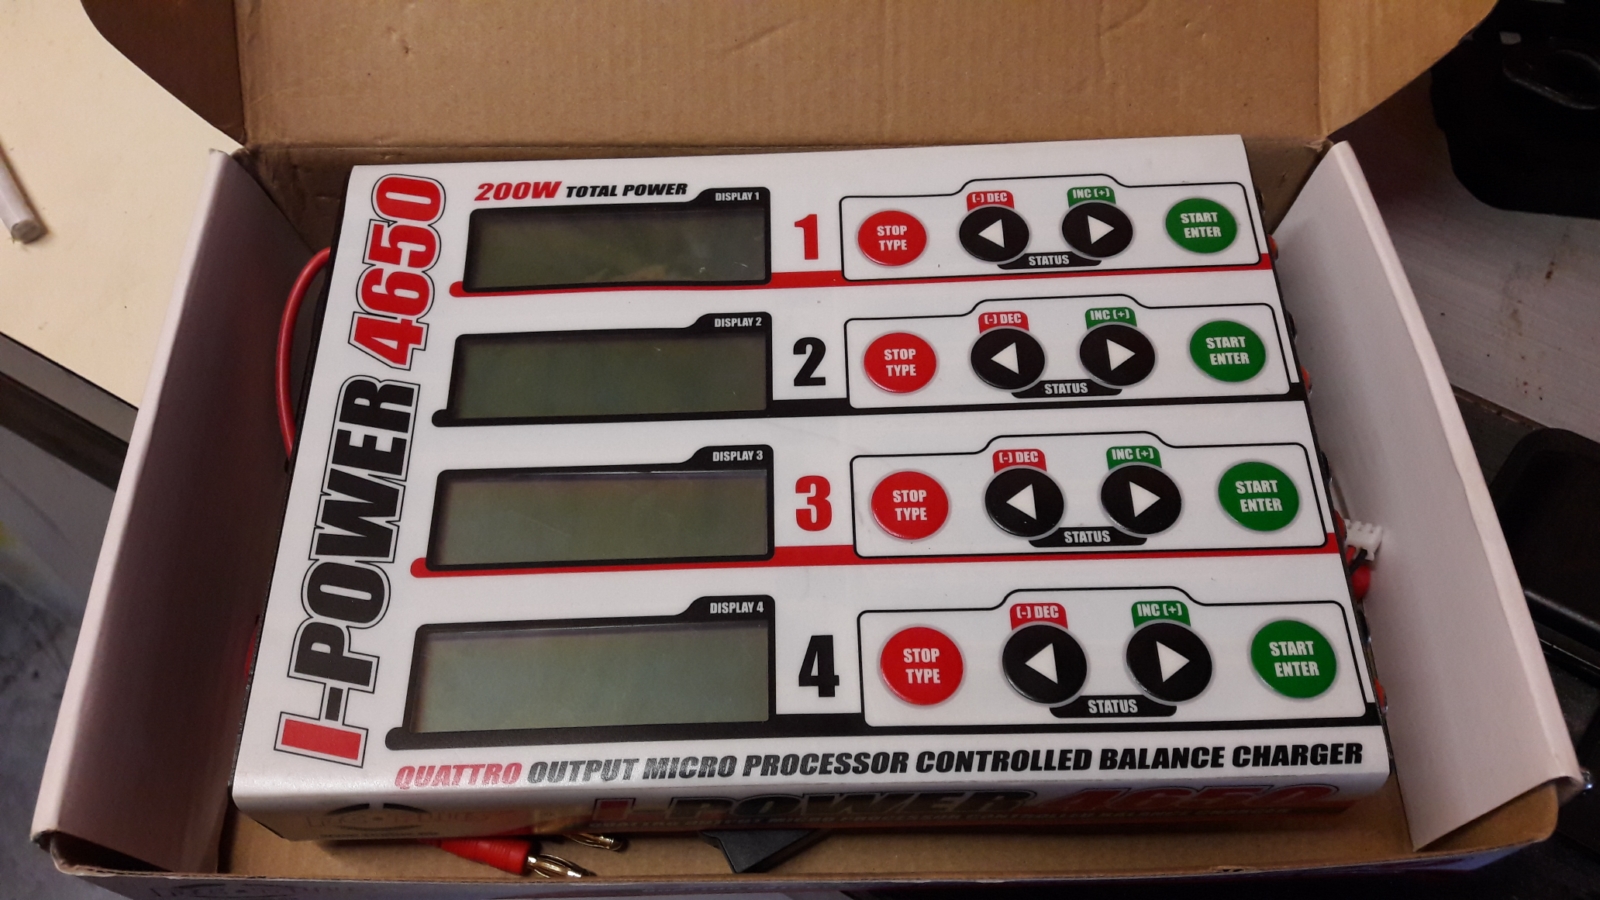 I-POWER 4650
200W TOTAL POWER
DISPLAY 1
1
STOP
TYPE
(-) DEC
INC (+)
STATUS
START
ENTER
DISPLAY 2
2
STOP
TYPE
(-) DEC
INC (+)
STATUS
START
ENTER
DISPLAY 3
3
STOP
TYPE
(-) DEC
INC (+)
STATUS
START
ENTER
DISPLAY 4
4
STOP
TYPE
(-) DEC
INC (+)
STATUS
START
ENTER
QUATTRO OUTPUT MICRO PROCESSOR CONTROLLED BALANCE CHARGER
I-POWER 4650